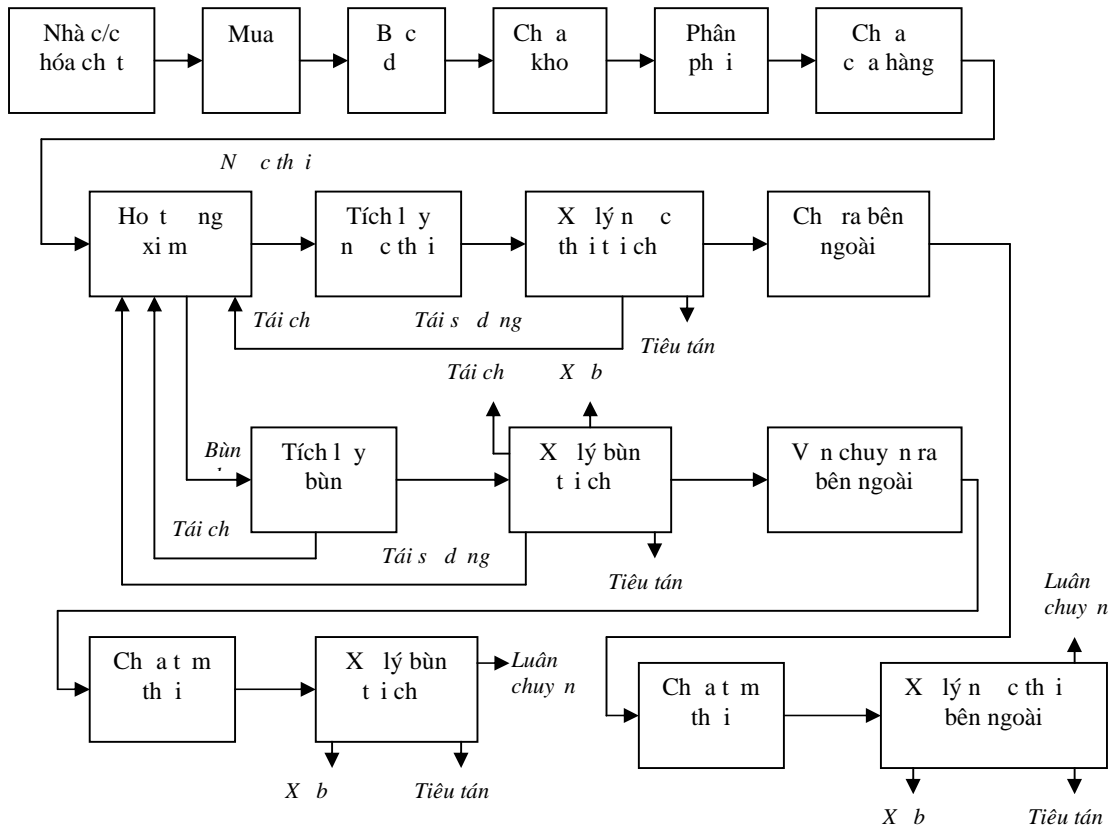 Nhà c/c
hóa ch t
Mua
B c
d
Ch a
kho
Phân
ph i
Ch a
c a hàng
N c th i
Ho t ng
xi m
Tích l y
n c th i
X lý n c
th i t i ch
Ch ra bên
ngoài
Tái ch
Tái s d ng
Tiêu tán
Tái ch
X b
Bùn
Tích l y
bùn
X lý bùn
t i ch
V n chuy n ra
bên ngoài
Tái ch
Tái s d ng
Tiêu tán
Luân
chuy n
Ch a t m
th i
X lý bùn
t i ch
Luân
chuy n
Ch a t m
th i
X lý n c th i
bên ngoài
X b
Tiêu tán
X b
Tiêu tán